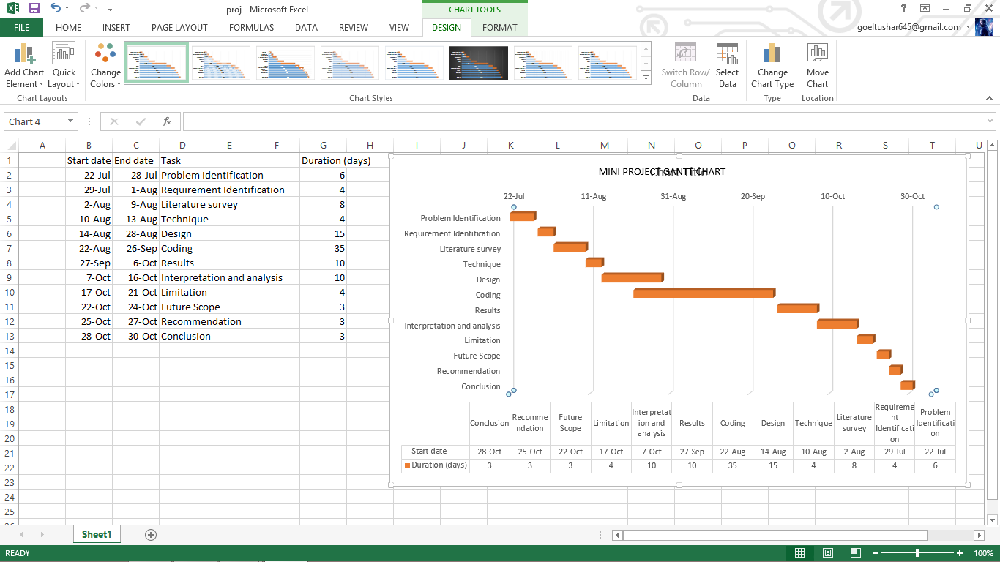 proj - Microsoft Excel
CHART TOOLS
?
FILE HOME INSERT PAGE LAYOUT FORMULAS DATA REVIEW VIEW DESIGN FORMAT goeltushar645@gmail.com
Add Chart Element Quick Layout Change Colors Switch Row/ Column Select Data Change Chart Type Move Chart
Chart Layouts Chart Styles Data Type Location
Chart 4 fx
A B C D E F G H I J K L M N O P Q R S T U
1 Start date End date Task Duration (days)
2 22-Jul 28-Jul Problem Identification 6
3 29-Jul 1-Aug Requirement Identification 4
4 2-Aug 9-Aug Literature survey 8
5 10-Aug 13-Aug Technique 4
6 14-Aug 28-Aug Design 15
7 22-Aug 26-Sep Coding 35
8 27-Sep 6-Oct Results 10
9 7-Oct 16-Oct Interpretation and analysis 10
10 17-Oct 21-Oct Limitation 4
11 22-Oct 24-Oct Future Scope 3
12 25-Oct 27-Oct Recommendation 3
13 28-Oct 30-Oct Conclusion 3
14
15
16
17
18
19
20
21
22
23
24
25
MINI PROJECT GANTT CHART
Chart Title
22-Jul 11-Aug 31-Aug 20-Sep 10-Oct 30-Oct
Problem Identification
Requirement Identification
Literature survey
Technique
Design
Coding
Results
Interpretation and analysis
Limitation
Future Scope
Recommendation
Conclusion
Conclusion Recomme ndation Future Scope Limitation Interpretat ion and analysis Results Coding Design Technique Literature survey Requireme nt Identificati on Problem Identificati on
Start date 28-Oct 25-Oct 22-Oct 17-Oct 7-Oct 27-Sep 22-Aug 14-Aug 10-Aug 2-Aug 29-Jul 22-Jul
Duration (days) 3 3 3 4 10 10 35 15 4 8 4 6
Sheet1
READY 100%